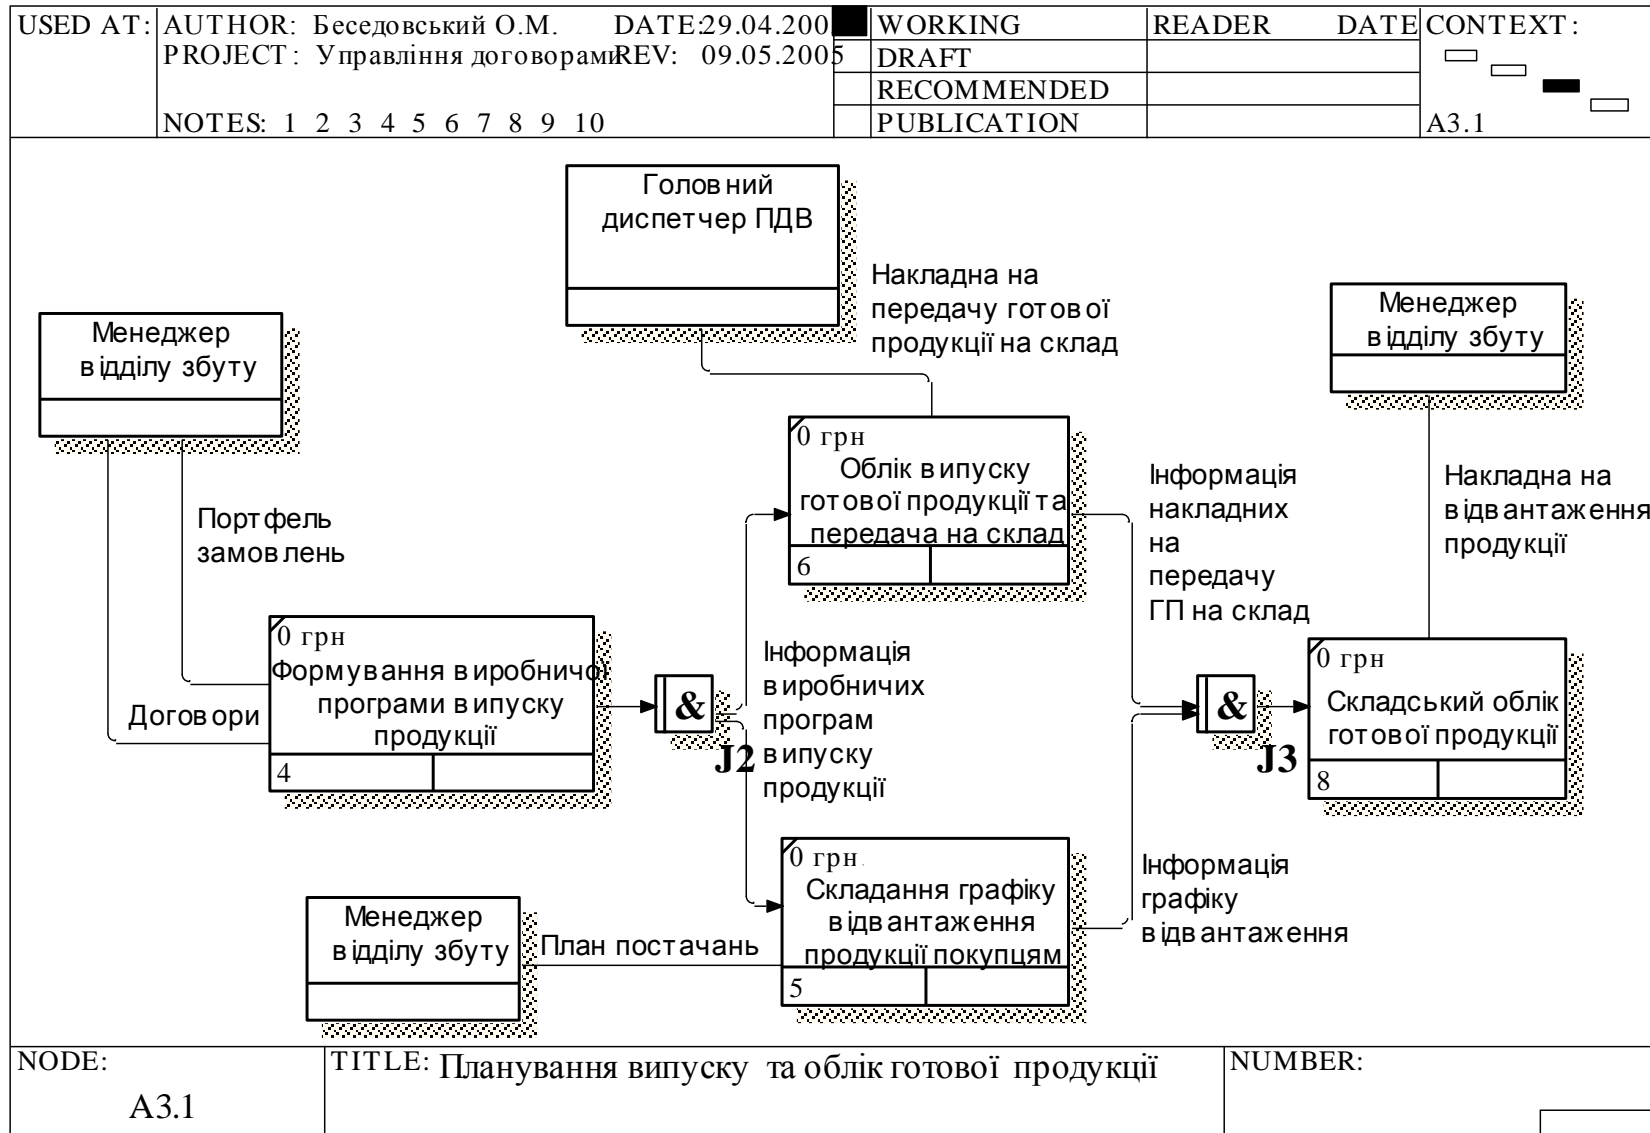 USED AT:
AUTHOR: Беседовський О.М.
DATE:29.04.200
PROJECT: Управління договорами
REV: 09.05.2005
NOTES: 1 2 3 4 5 6 7 8 9 10
WORKING
DRAFT
RECOMMENDED
PUBLICATION
READER DATE
CONTEXT:
A3.1
Головний
диспетчер ПДВ
Накладна на
передачу готової
продукції на склад
Менеджер
відділу збуту
Менеджер
відділу збуту
0 грн
Облік випуску
готової продукції та
передача на склад
6
Інформація
накладних
на
передачу
ГП на склад
Накладна на
відвантаження
продукції
Портфель
замовлень
Договори
0 грн
Формування виробничої
програми випуску
продукції
4
&
J2
Інформація
виробничих
програм
випуску
продукції
&
J3
0 грн
Складський облік
готової продукції
8
0 грн
Складання графіку
відвантаження
продукції покупцям
5
Інформація
графіку
відвантаження
Менеджер
відділу збуту
План постачань
NODE:
A3.1
TITLE: Планування випуску та облік готової продукції
NUMBER: